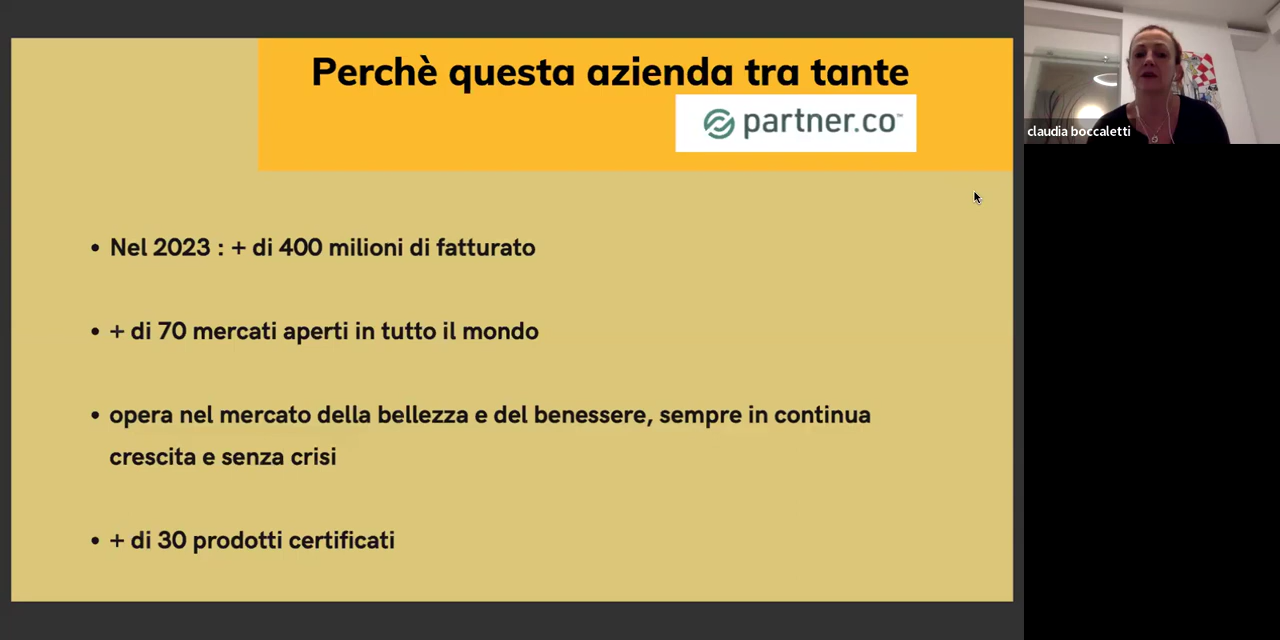 Perchè questa azienda tra tante
partner.co™
claudia boccaletti
• Nel 2023 : + di 400 milioni di fatturato
• + di 70 mercati aperti in tutto il mondo
• opera nel mercato della bellezza e del benessere, sempre in continua
crescita e senza crisi
• + di 30 prodotti certificati